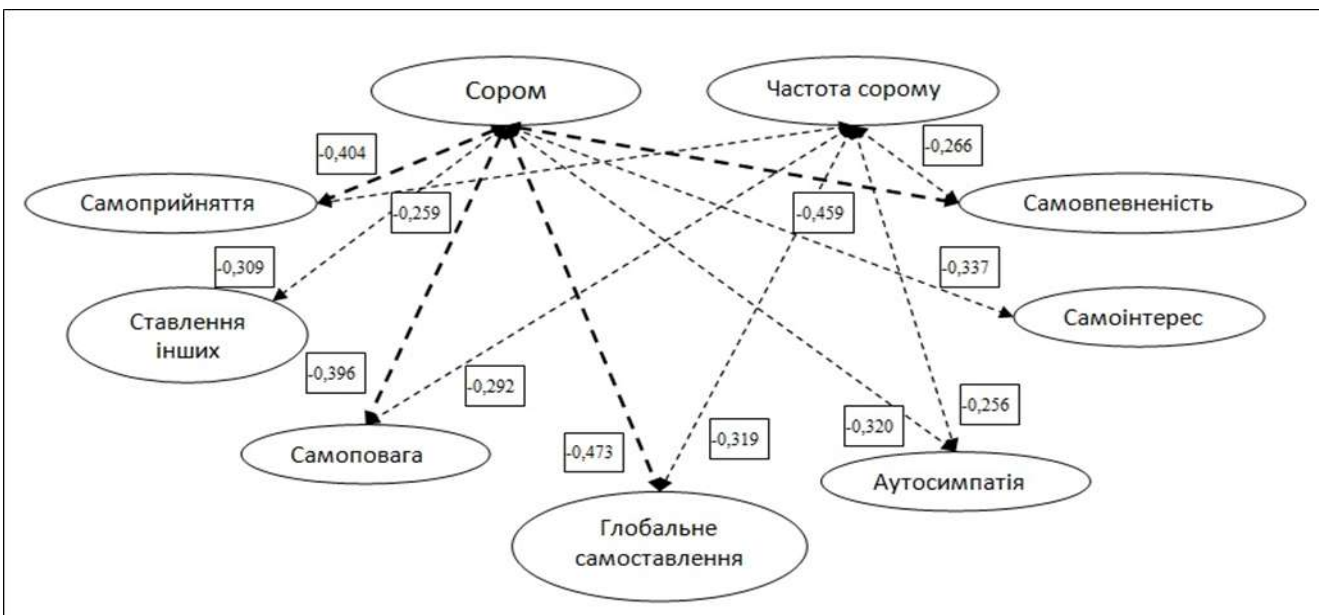 Сором
Частота сорому
-0,404
-0,266
Самоприйняття
-0,259
-0,459
Самовпевненість
-0,309
-0,337
Ставлення
інших
Самоінтерес
-0,396
-0,292
-0,256
-0,320
-0,319
-0,473
Самоповага
Аутосимпатія
Глобальне
самоставлення